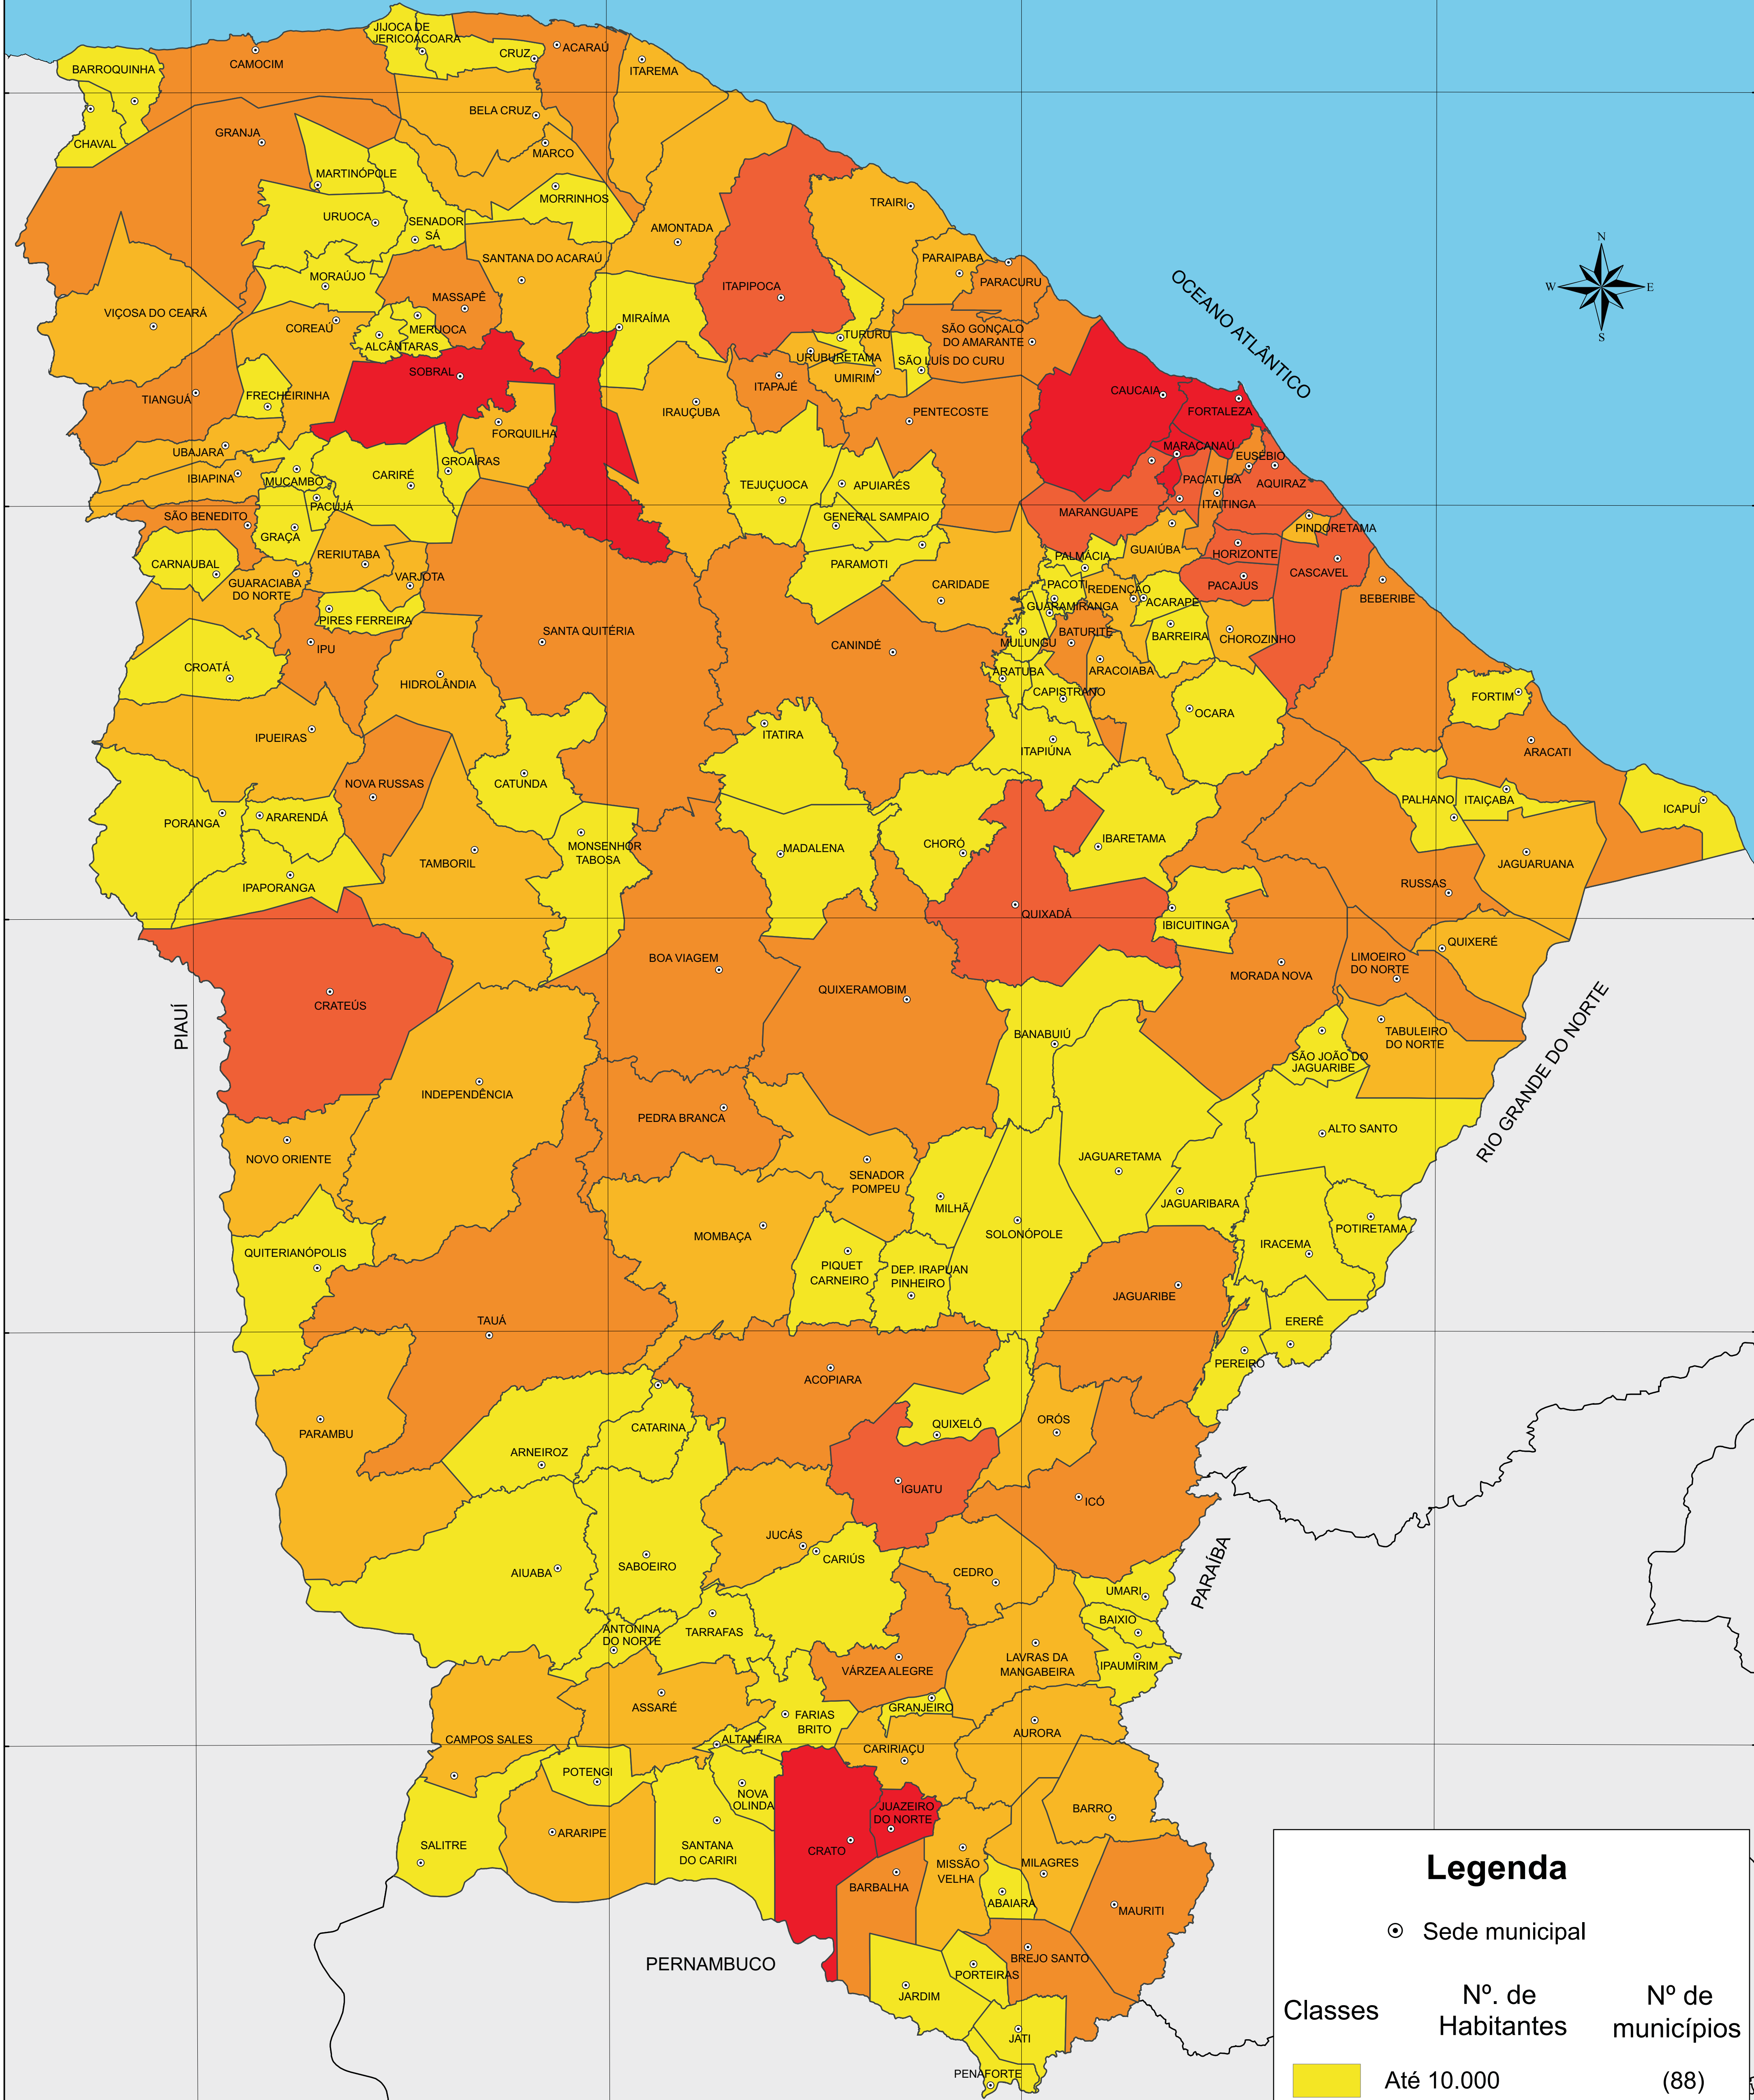 JIJOCA DE
JERICOACOARA
CRUZ
ACARAÚ
BARROQUINHA
CAMOCIM
ITAREMA
BELA CRUZ
GRANJA
CHAVAL
MARCO
MARTINÓPOLE
MORRINHOS
TRAIRI
URUOCA
SENADOR
SÁ
AMONTADA
N
W
E
S
SANTANA DO ACARAÚ
PARAIPABA
MORAÚJO
PARACURU
ITAPIPOCA
OCEANO ATLÂNTICO
MASSAPÊ
VIÇOSA DO CEARÁ
MIRAÍMA
COREAÚ
MERUOCA
SÃO GONÇALO
DO AMARANTE
TURURU
ALCÂNTARAS
URUBURETAMA
SÃO LUÍS DO CURU
SOBRAL
UMIRIM
ITAPAJÉ
CAUCAIA
TIANGUÁ
FRECHEIRINHA
IRAUÇUBA
PENTECOSTE
FORTALEZA
FORQUILHA
MARACANAÚ
UBAJARA
EUSÉBIO
GROAÍRAS
CARIRÉ
IBIAPINA
MUCAMBO
PACATUBA
AQUIRAZ
TEJUÇUOCA
APUIARÉS
PACUJÁ
ITAITINGA
MARANGUAPE
SÃO BENEDITO
GENERAL SAMPAIO
PINDORETAMA
GRAÇA
GUAIÚBA
RERIUTABA
HORIZONTE
PALMÁCIA
CARNAUBAL
PARAMOTI
CASCAVEL
VARJOTA
GUARACIABA
DO NORTE
CARIDADE
PACOTI
REDENÇÃO
PACAJUS
BEBERIBE
ACARAPE
GUARAMIRANGA
PIRES FERREIRA
SANTA QUITÉRIA
BATURITÉ
BARREIRA
CHOROZINHO
MULUNGU
CANINDÉ
IPU
CROATÁ
ARATUBA
ARACOIABA
HIDROLÂNDIA
CAPISTRANO
FORTIM
OCARA
ITATIRA
IPUEIRAS
ITAPIÚNA
ARACATI
CATUNDA
NOVA RUSSAS
PALHANO
ITAIÇABA
ICAPUÍ
PORANGA
ARARENDÁ
IBARETAMA
CHORÓ
MONSENHOR
TABOSA
MADALENA
TAMBORIL
JAGUARUANA
IPAPORANGA
RUSSAS
QUIXADÁ
IBICUITINGA
QUIXERÉ
BOA VIAGEM
LIMOEIRO
DO NORTE
MORADA NOVA
QUIXERAMOBIM
CRATEÚS
PIAUÍ
BANABUIÚ
TABULEIRO
DO NORTE
SÃO JOÃO DO
JAGUARIBE
RIO GRANDE DO NORTE
INDEPENDÊNCIA
PEDRA BRANCA
ALTO SANTO
NOVO ORIENTE
JAGUARETAMA
SENADOR
POMPEU
MILHÃ
JAGUARIBARA
POTIRETAMA
MOMBAÇA
SOLONÓPOLE
IRACEMA
QUITERIANÓPOLIS
PIQUET
CARNEIRO
DEP. IRAPUAN
PINHEIRO
JAGUARIBE
TAUÁ
ERERÊ
PEREIRO
ACOPIARA
PARAMBU
CATARINA
QUIXELÔ
ORÓS
ARNEIROZ
IGUATU
ICÓ
JUCÁS
CARIÚS
SABOEIRO
AIUABA
CEDRO
PARAÍBA
UMARI
BAIXIO
ANTONINA
DO NORTE
TARRAFAS
LAVRAS DA
MANGABEIRA
IPAUMIRIM
VÁRZEA ALEGRE
ASSARÉ
GRANJEIRO
FARIAS
BRITO
AURORA
CAMPOS SALES
ALTANEIRA
CARIRIAÇU
POTENGI
NOVA
OLINDA
JUAZEIRO
DO NORTE
BARRO
ARARIPE
SALITRE
SANTANA
DO CARIRI
CRATO
MISSÃO
VELHA
MILAGRES
BARBALHA
ABAIARA
MAURITI
BREJO SANTO
PERNAMBUCO
PORTEIRAS
JARDIM
JATI
PENAFORTE
Legenda
Sede municipal
Classes
Nº. de
Habitantes
Nº de
municípios
Até 10.000
(88)